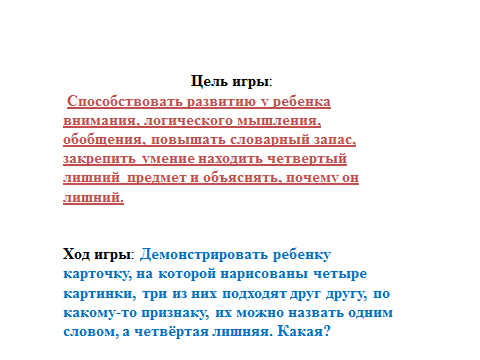 Цель игры:
Способствовать развитию у ребенка
внимания, логического мышления,
обобщения, повышать словарный запас,
закрепить умение находить четвертый
лишний предмет и объяснять, почему он
лишний.
Ход игры: Демонстрировать ребенку
карточку, на которой нарисованы четыре
картинки, три из них подходят друг другу, по
какому-то признаку, их можно назвать одним
словом, а четвёртая лишняя. Какая?